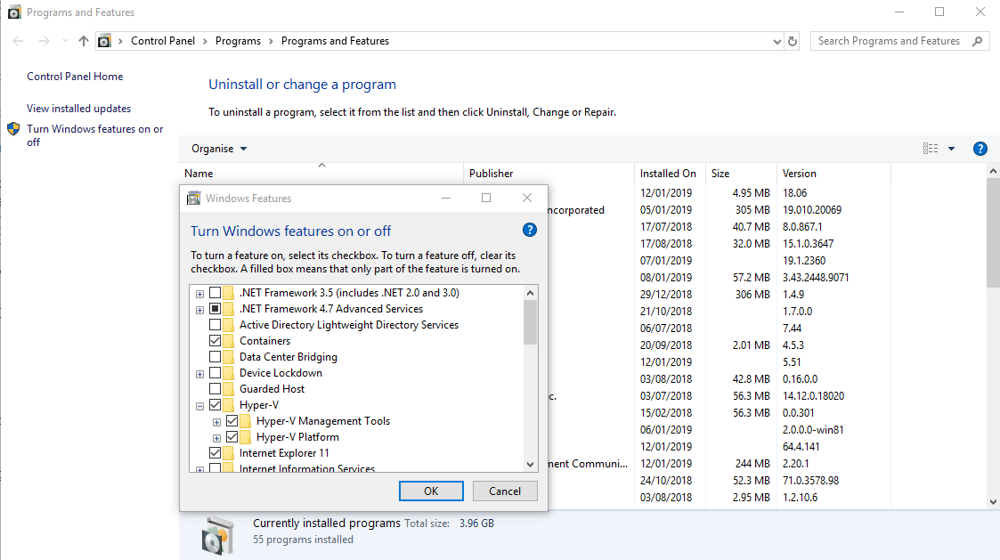 Programs and Features
Control Panel > Programs > Programs and Features
Search Programs and Features
Control Panel Home
View installed updates
Turn Windows features on or
off
Uninstall or change a program
To uninstall a program, select it from the list and then click Uninstall, Change or Repair.
Organise
Name Publisher Installed On Size Version
12/01/2019 4.95 MB 18.06
ncorporated 05/01/2019 305 MB 19.010.20069
17/07/2018 40.7 MB 8.0.867.1
17/08/2018 32.0 MB 15.1.0.3647
07/01/2019 19.1.2360
08/01/2019 57.2 MB 3.43.2448.9071
29/12/2018 306 MB 1.4.9
21/10/2018 1.7.0.0
06/07/2018 7.44
20/09/2018 2.01 MB 4.5.3
12/01/2019 5.51
03/08/2018 42.8 MB 0.16.0.0
c. 03/07/2018 56.3 MB 14.12.0.18020
15/02/2018 56.3 MB 0.0.301
06/01/2019 2.0.0.0-win81
12/01/2019 64.4.141
ment Communi... 12/01/2019 244 MB 2.20.1
24/10/2018 52.3 MB 71.0.3578.98
03/08/2018 2.95 MB 1.2.10.6
Windows Features
Turn Windows features on or off
To turn a feature on, select its checkbox. To turn a feature off, clear its
checkbox. A filled box means that only part of the feature is turned on.
.NET Framework 3.5 (includes .NET 2.0 and 3.0)
.NET Framework 4.7 Advanced Services
Active Directory Lightweight Directory Services
Containers
Data Center Bridging
Device Lockdown
Guarded Host
Hyper-V
Hyper-V Management Tools
Hyper-V Platform
Internet Explorer 11
Internet Information Services
OK Cancel
Currently installed programs Total size: 3.96 GB
55 programs installed